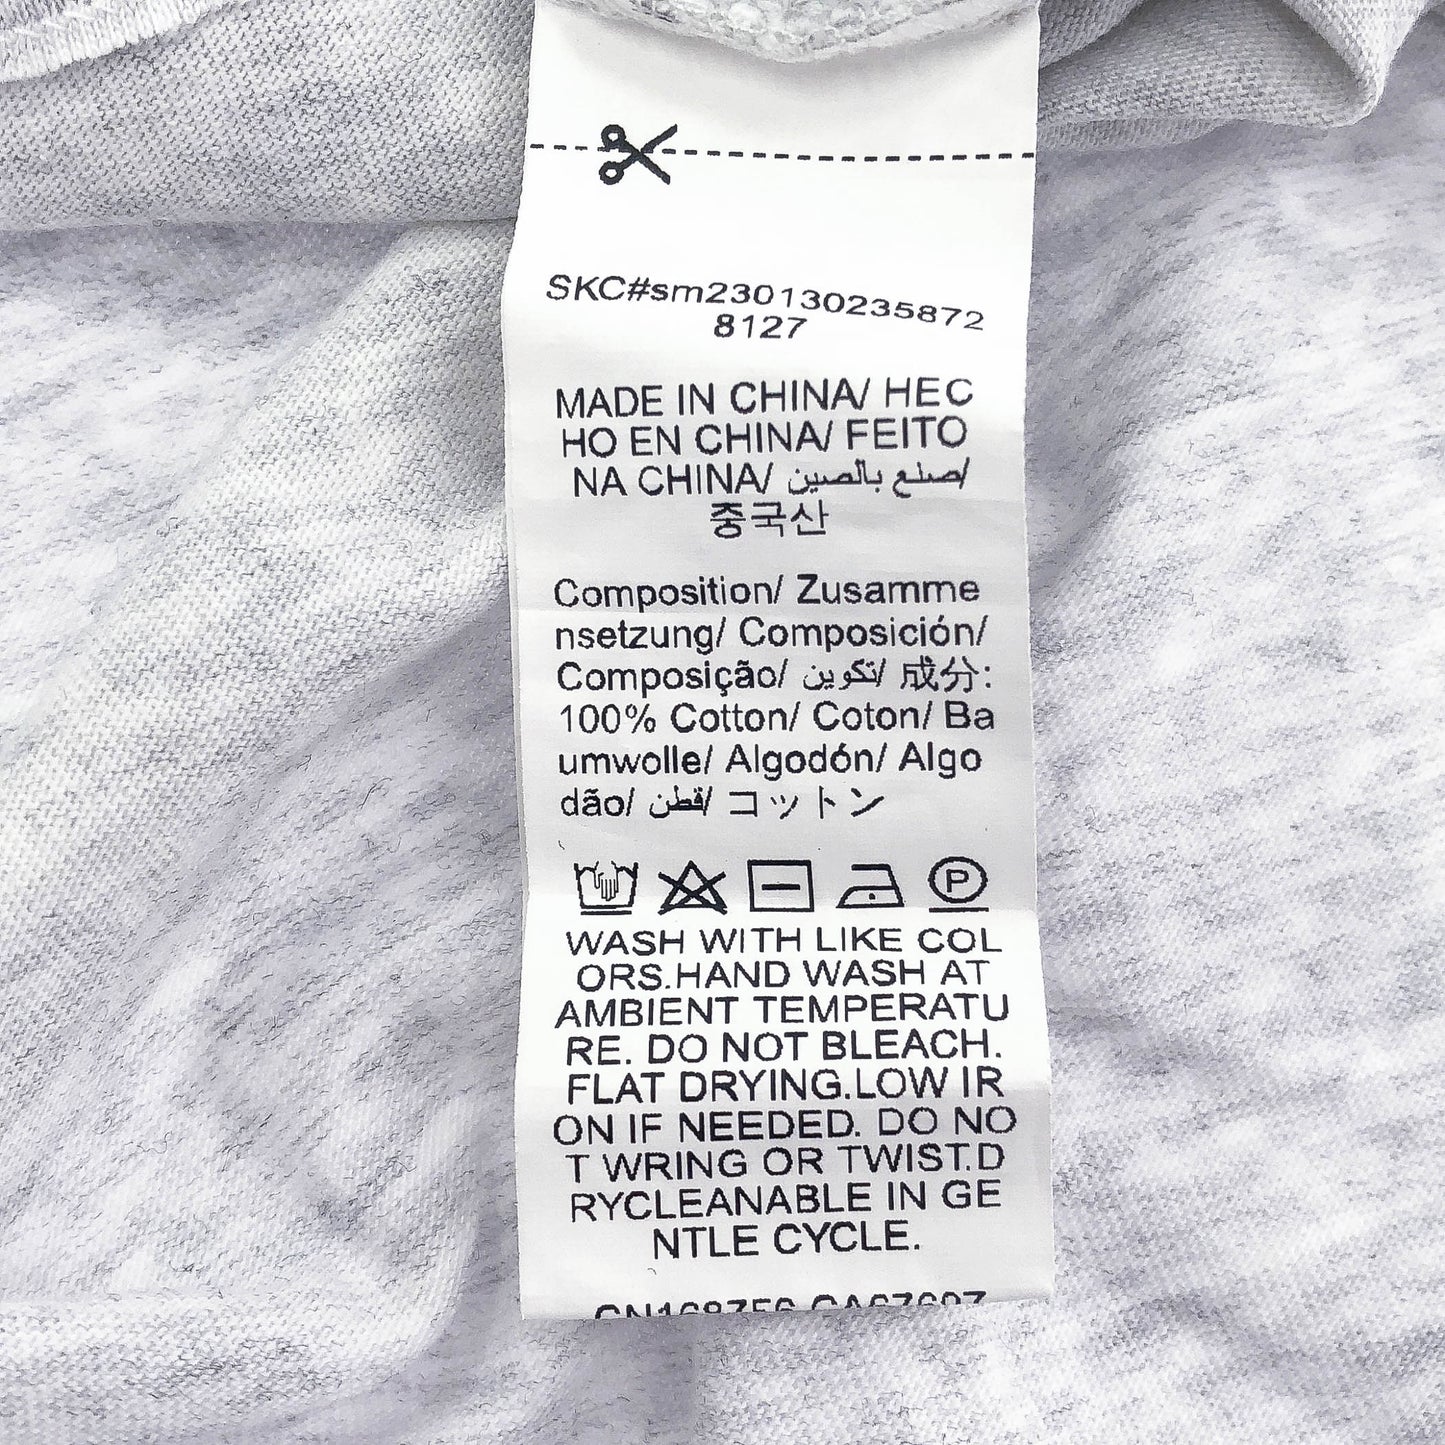 SKC#sm230130235872
8127
MADE IN CHINA/ HEC
HO EN CHINA/ FEITO
NA CHINA/ صنع بالصين/
중국산
Composition/ Zusamme
nsetzung/ Composición/
Composição/ تكوين/ 成分:
100% Cotton/ Coton/ Ba
umwolle/ Algodón/ Algo
dão/ قطن/ コットン
P
WASH WITH LIKE COL
ORS.HAND WASH AT
AMBIENT TEMPERATU
RE. DO NOT BLEACH.
FLAT DRYING.LOW IR
ON IF NEEDED. DO NO
T WRING OR TWIST.D
RYCLEANABLE IN GE
NTLE CYCLE.